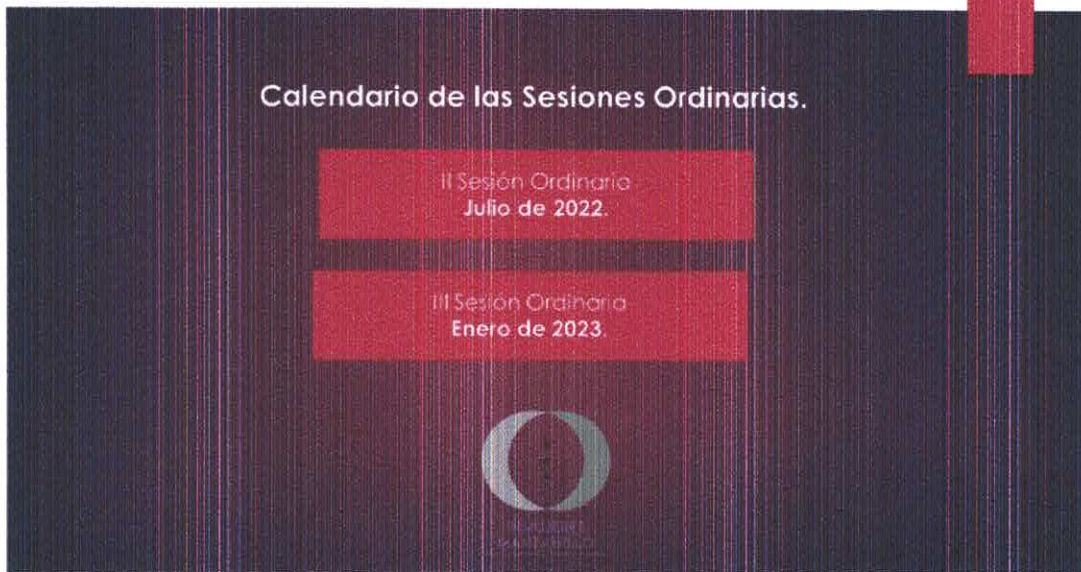 Calendario de las Sesiones Ordinarias.
II Sesión Ordinaria
Julio de 2022.
III Sesión Ordinaria
Enero de 2023.